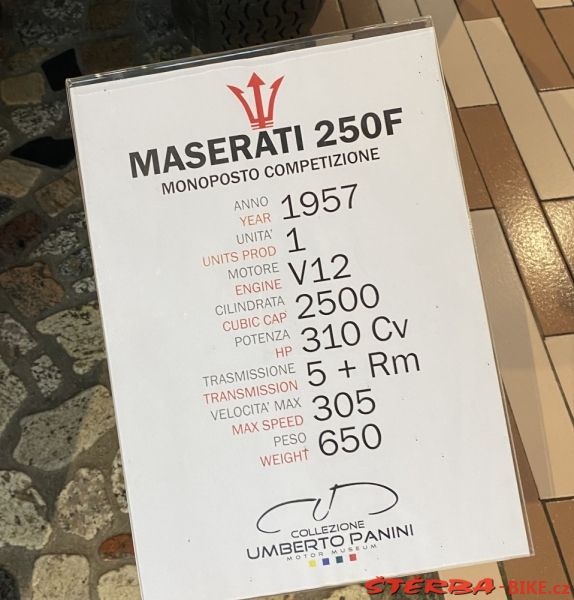 MASERATI 250F
MONOPOSTO COMPETIZIONE
ANNO
YEAR 1957
UNITA'
UNITS PROD 1
MOTORE
ENGINE V12
CILINDRATA
CUBIC CAP 2500
POTENZA
HP 310 Cv
TRASMISSIONE
TRANSMISSION 5 + Rm
VELOCITA' MAX
MAX SPEED 305
PESO
WEIGHT 650
COLLEZIONE
UMBERTO PANINI
MOTOR MUSEUM
ŠTĚRBA-BIKE.cz